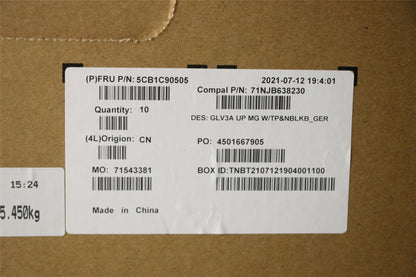 (P)FRU P/N: 5CB1C90505
2021-07-12 19:4:01
Compal P/N: 71NJB638230
Quantity: 10
DES: GLV3A UP MG W/TP&NBLKB_GER
(4L)Origion: CN
PO: 4501667905
MO: 71543381
BOX ID:TNBT2107121904001100
Made in China
15:24
5.450kg